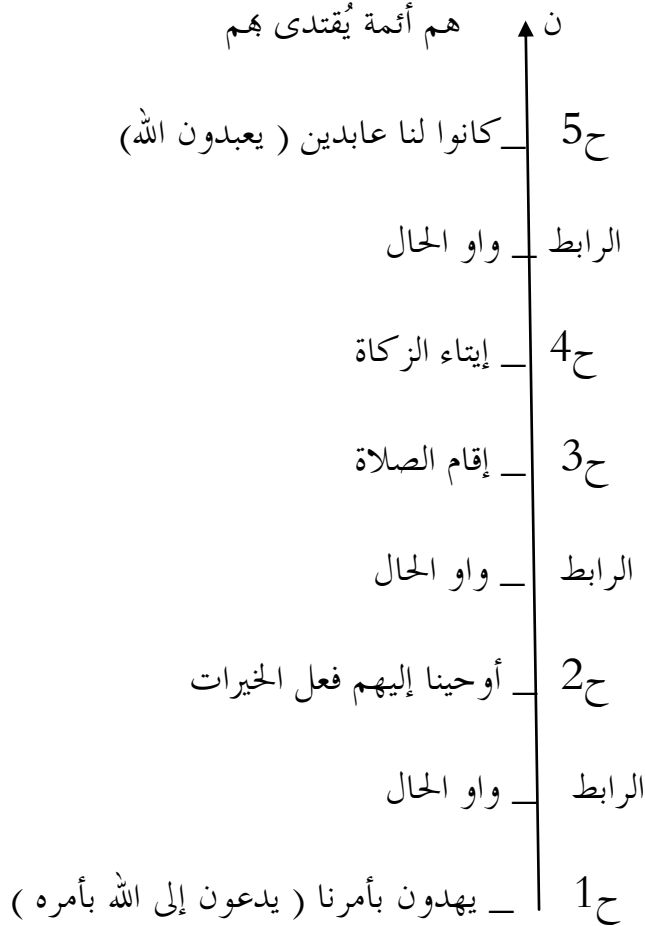 ن هم أئمة يُقتدى بهم
ح5 _ كانوا لنا عابدين ( يعبدون الله)
الرابط _ واو الحال
ح4 _ إيتاء الزكاة
ح3 _ إقام الصلاة
الرابط _ واو الحال
ح2 _ أوحينا إليهم فعل الخيرات
الرابط _ واو الحال
ح1 _ يهدون بأمرنا ( يدعون إلى الله بأمره )